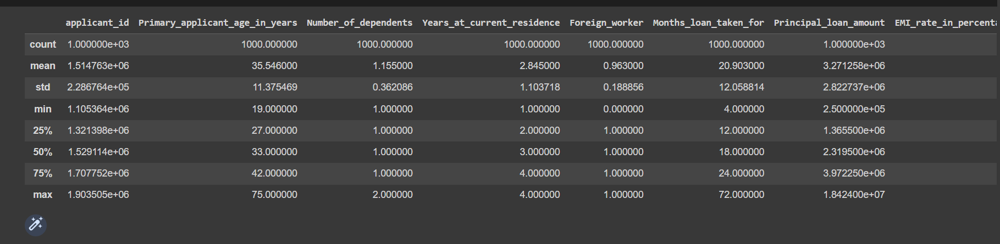 applicant_id Primary_applicant_age_in_years Number_of_dependents Years_at_current_residence Foreign_worker Months_loan_taken_for Principal_loan_amount EMI_rate_in_percenta
count 1.000000e+03 1000.000000 1000.000000 1000.000000 1000.000000 1000.000000 1.000000e+03
mean 1.514763e+06 35.546000 1.155000 2.845000 0.963000 20.903000 3.271258e+06
std 2.286764e+05 11.375469 0.362086 1.103718 0.188856 12.058814 2.822737e+06
min 1.105364e+06 19.000000 1.000000 1.000000 0.000000 4.000000 2.500000e+05
25% 1.321398e+06 27.000000 1.000000 2.000000 1.000000 12.000000 1.365500e+06
50% 1.529114e+06 33.000000 1.000000 3.000000 1.000000 18.000000 2.319500e+06
75% 1.707752e+06 42.000000 1.000000 4.000000 1.000000 24.000000 3.972250e+06
max 1.903505e+06 75.000000 2.000000 4.000000 1.000000 72.000000 1.842400e+07